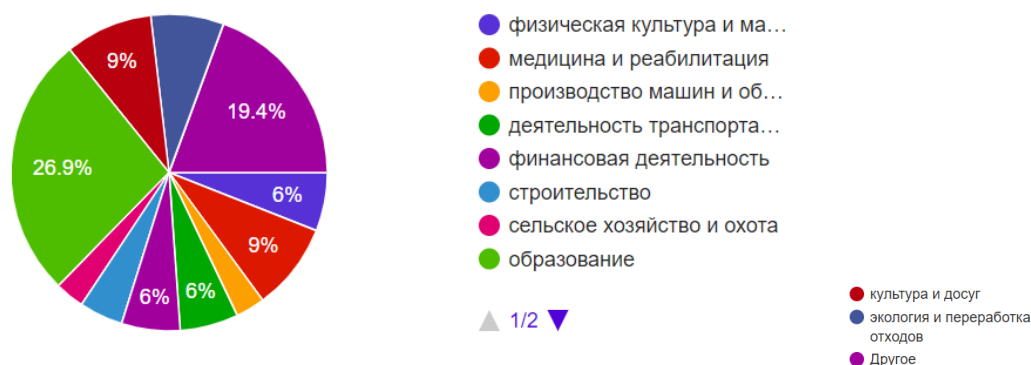 9%
19.4%
26.9%
6%
9%
6%
6%
физическая культура и ма...
медицина и реабилитация
производство машин и об...
деятельность транспорта...
финансовая деятельность
строительство
сельское хозяйство и охота
образование
1/2
культура и досуг
экология и переработка
отходов
Другое